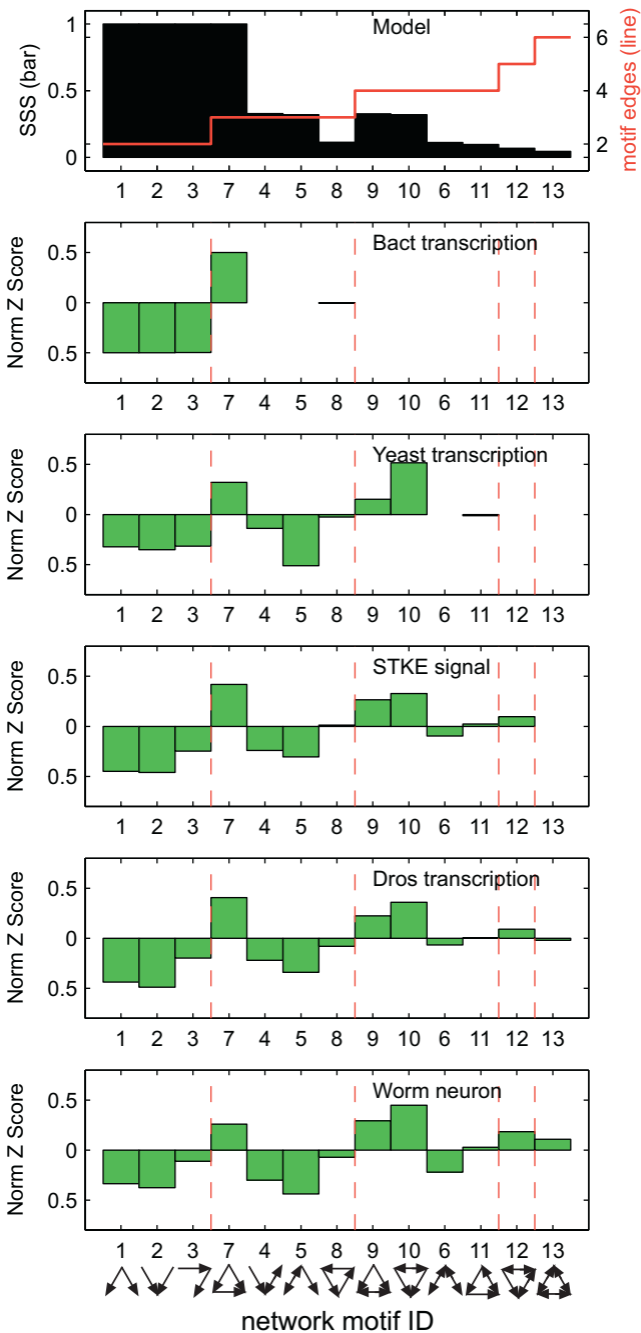 Model
SSS (bar)
1
0.5
0
6
4
2
motif edges (line)
1 2 3 7 4 5 8 9 10 6 11 12 13
Bact transcription
Norm Z Score
0.5
0
0.5
1 2 3 7 4 5 8 9 10 6 11 12 13
Yeast transcription
Norm Z Score
0.5
0
0.5
1 2 3 7 4 5 8 9 10 6 11 12 13
STKE signal
Norm Z Score
0.5
0
0.5
1 2 3 7 4 5 8 9 10 6 11 12 13
Dros transcription
Norm Z Score
0.5
0
0.5
1 2 3 7 4 5 8 9 10 6 11 12 13
Worm neuron
Norm Z Score
0.5
0
0.5
1 2 3 7 4 5 8 9 10 6 11 12 13
network motif ID